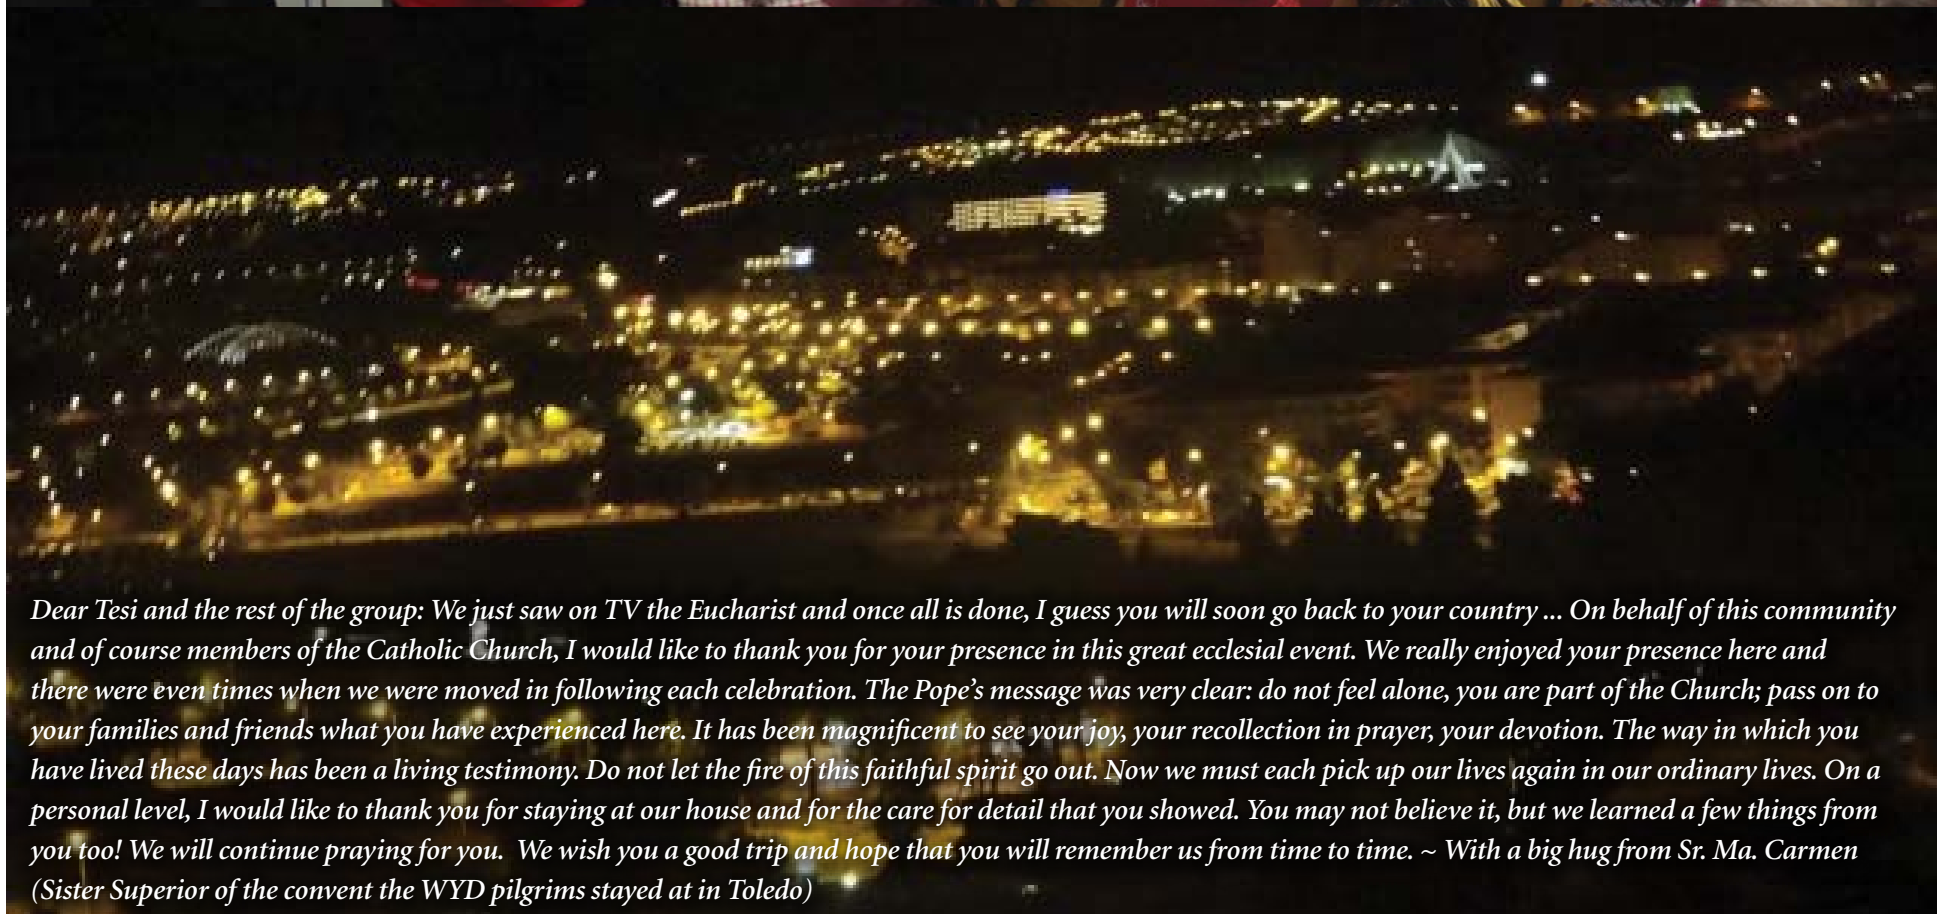 Dear Tesi and the rest of the group: We just saw on TV the Eucharist and once all is done, I guess you will soon go back to your country ... On behalf of this community
and of course members of the Catholic Church, I would like to thank you for your presence in this great ecclesial event. We really enjoyed your presence here and
there were even times when we were moved in following each celebration. The Pope’s message was very clear: do not feel alone, you are part of the Church; pass on to
your families and friends what you have experienced here. It has been magnificent to see your joy, your recollection in prayer, your devotion. The way in which you
have lived these days has been a living testimony. Do not let the fire of this faithful spirit go out. Now we must each pick up our lives again in our ordinary lives. On a
personal level, I would like to thank you for staying at our house and for the care for detail that you showed. You may not believe it, but we learned a few things from
you too! We will continue praying for you.  We wish you a good trip and hope that you will remember us from time to time. ~ With a big hug from Sr. Ma. Carmen
(Sister Superior of the convent the WYD pilgrims stayed at in Toledo)